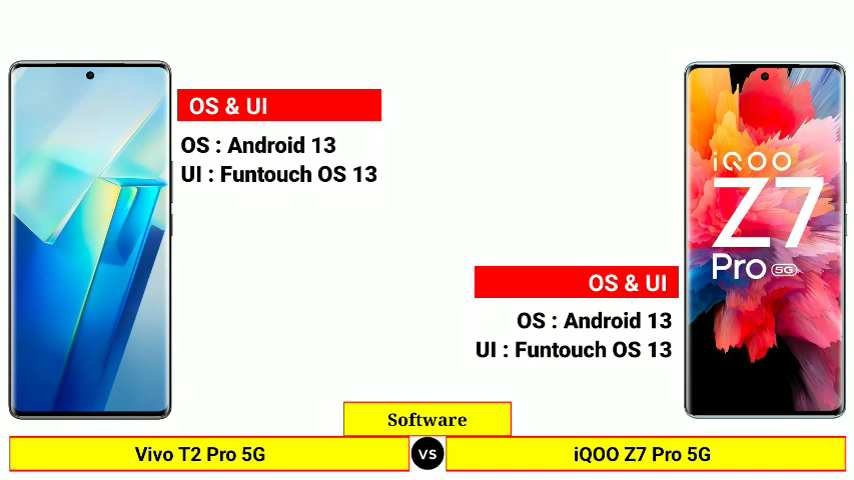 OS & UI
OS : Android 13
UI : Funtouch OS 13
iQOO
Z7
Pro 5G
OS & UI
OS : Android 13
UI : Funtouch OS 13
Software
Vivo T2 Pro 5G
VS
iQOO Z7 Pro 5G